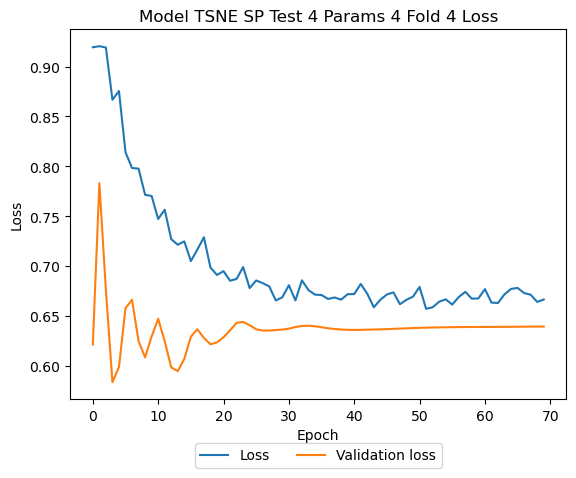 Model TSNE SP Test 4 Params 4 Fold 4 Loss
0.90
0.85
0.80
0.75
0.70
0.65
0.60
Loss
0 10 20 30 40 50 60 70
Epoch
Loss Validation loss